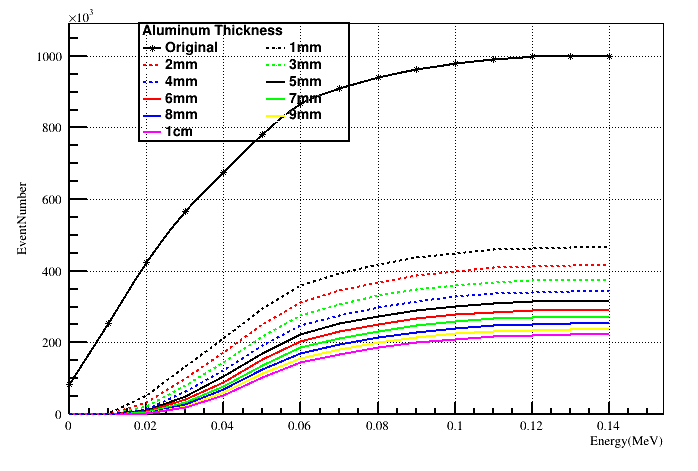 ×10³
Aluminum Thickness
Original 1mm
2mm 3mm
4mm 5mm
6mm 7mm
8mm 9mm
1cm
1000
800
600
400
200
0
EventNumber
0 0.02 0.04 0.06 0.08 0.1 0.12 0.14
Energy(MeV)